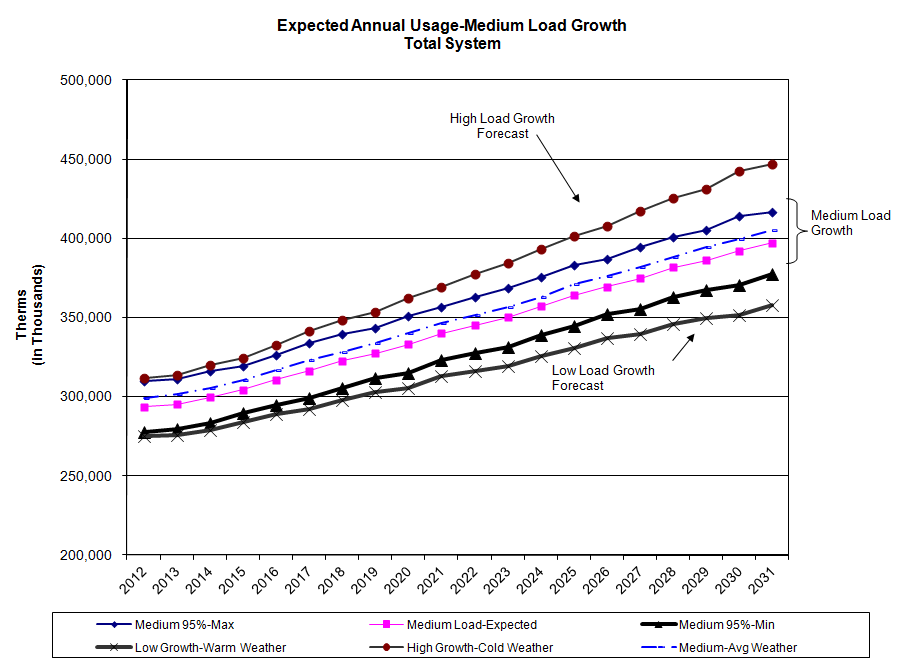 Expected Annual Usage-Medium Load Growth
Total System
500,000
450,000
400,000
350,000
300,000
250,000
200,000
Therms
(In Thousands)
High Load Growth
Forecast
Medium Load
Growth
Low Load Growth
Forecast
2012 2013 2014 2015 2016 2017 2018 2019 2020 2021 2022 2023 2024 2025 2026 2027 2028 2029 2030 2031
Medium 95%-Max Medium Load-Expected Medium 95%-Min
Low Growth-Warm Weather High Growth-Cold Weather Medium-Avg Weather